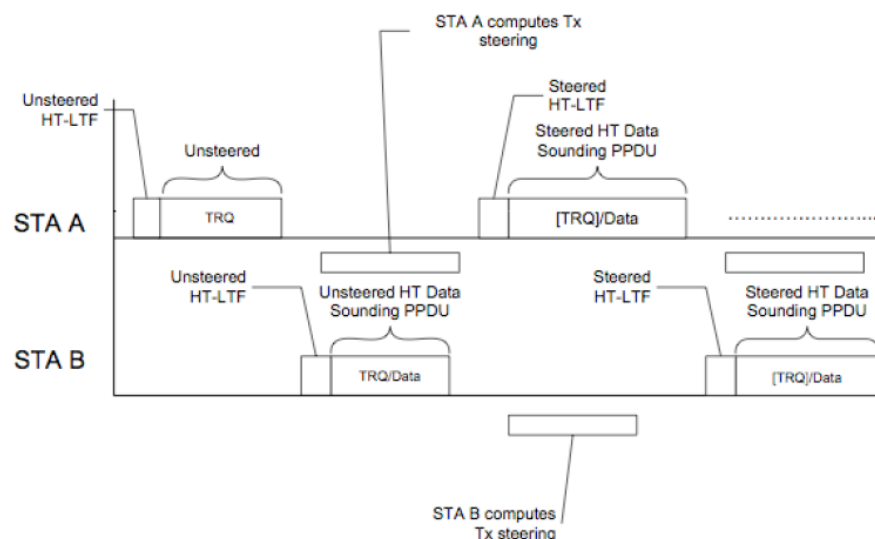 STA A computes Tx
steering
Unsteered
HT-LTF
Steered
HT-LTF
Unsteered
Steered HT Data
Sounding PPDU
STA A
TRQ
[TRQ]/Data
Unsteered
HT-LTF
Unsteered HT Data
Sounding PPDU
Steered
HT-LTF
Steered HT Data
Sounding PPDU
STA B
TRQ/Data
[TRQ]/Data
STA B computes
Tx steering